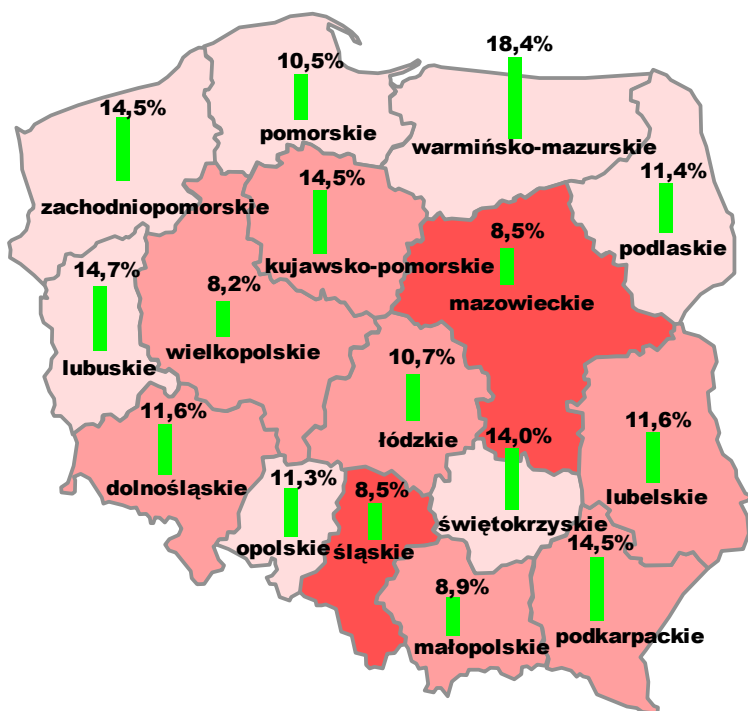 18,4%
10,5%
14,5%
pomorskie
warmińsko-mazurskie
11,4%
14,5%
zachodniopomorskie
8,5%
podlaskie
14,7%
kujawsko-pomorskie
8,2%
mazowieckie
wielkopolskie
lubuskie
10,7%
11,6%
14,0%
11,6%
łódzkie
dolnośląskie
11,3%
8,5%
lubelskie
świętokrzyskie
opolskie
śląskie
14,5%
8,9%
małopolskie
podkarpackie